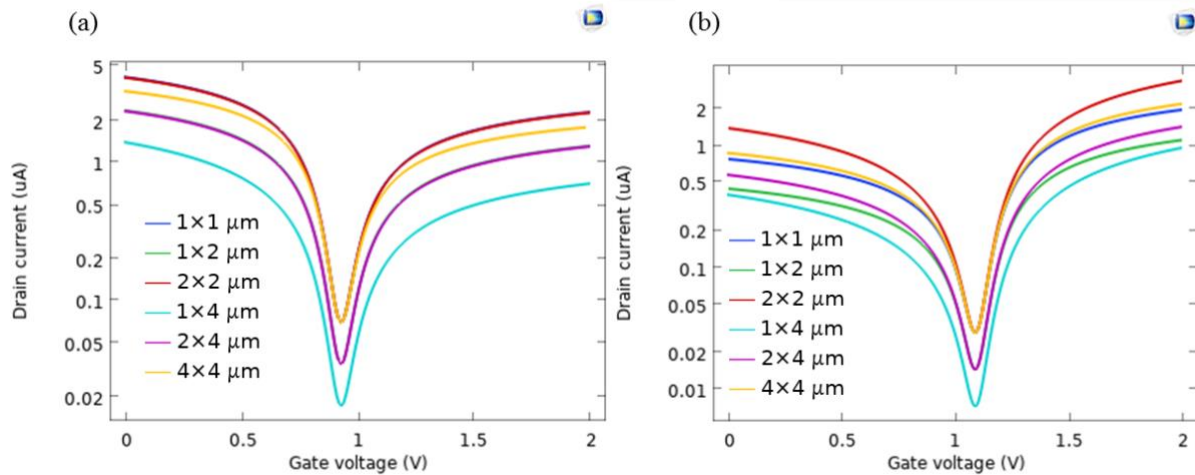 (a)
5
2
1
0.5
0.2
0.1
0.05
0.02
Drain current (uA)
1×1 μm
1×2 μm
2×2 μm
1×4 μm
2×4 μm
4×4 μm
0 0.5 1 1.5 2
Gate voltage (V)
(b)
2
1
0.5
0.2
0.1
0.05
0.02
0.01
Drain current (uA)
1×1 μm
1×2 μm
2×2 μm
1×4 μm
2×4 μm
4×4 μm
0 0.5 1 1.5 2
Gate voltage (V)